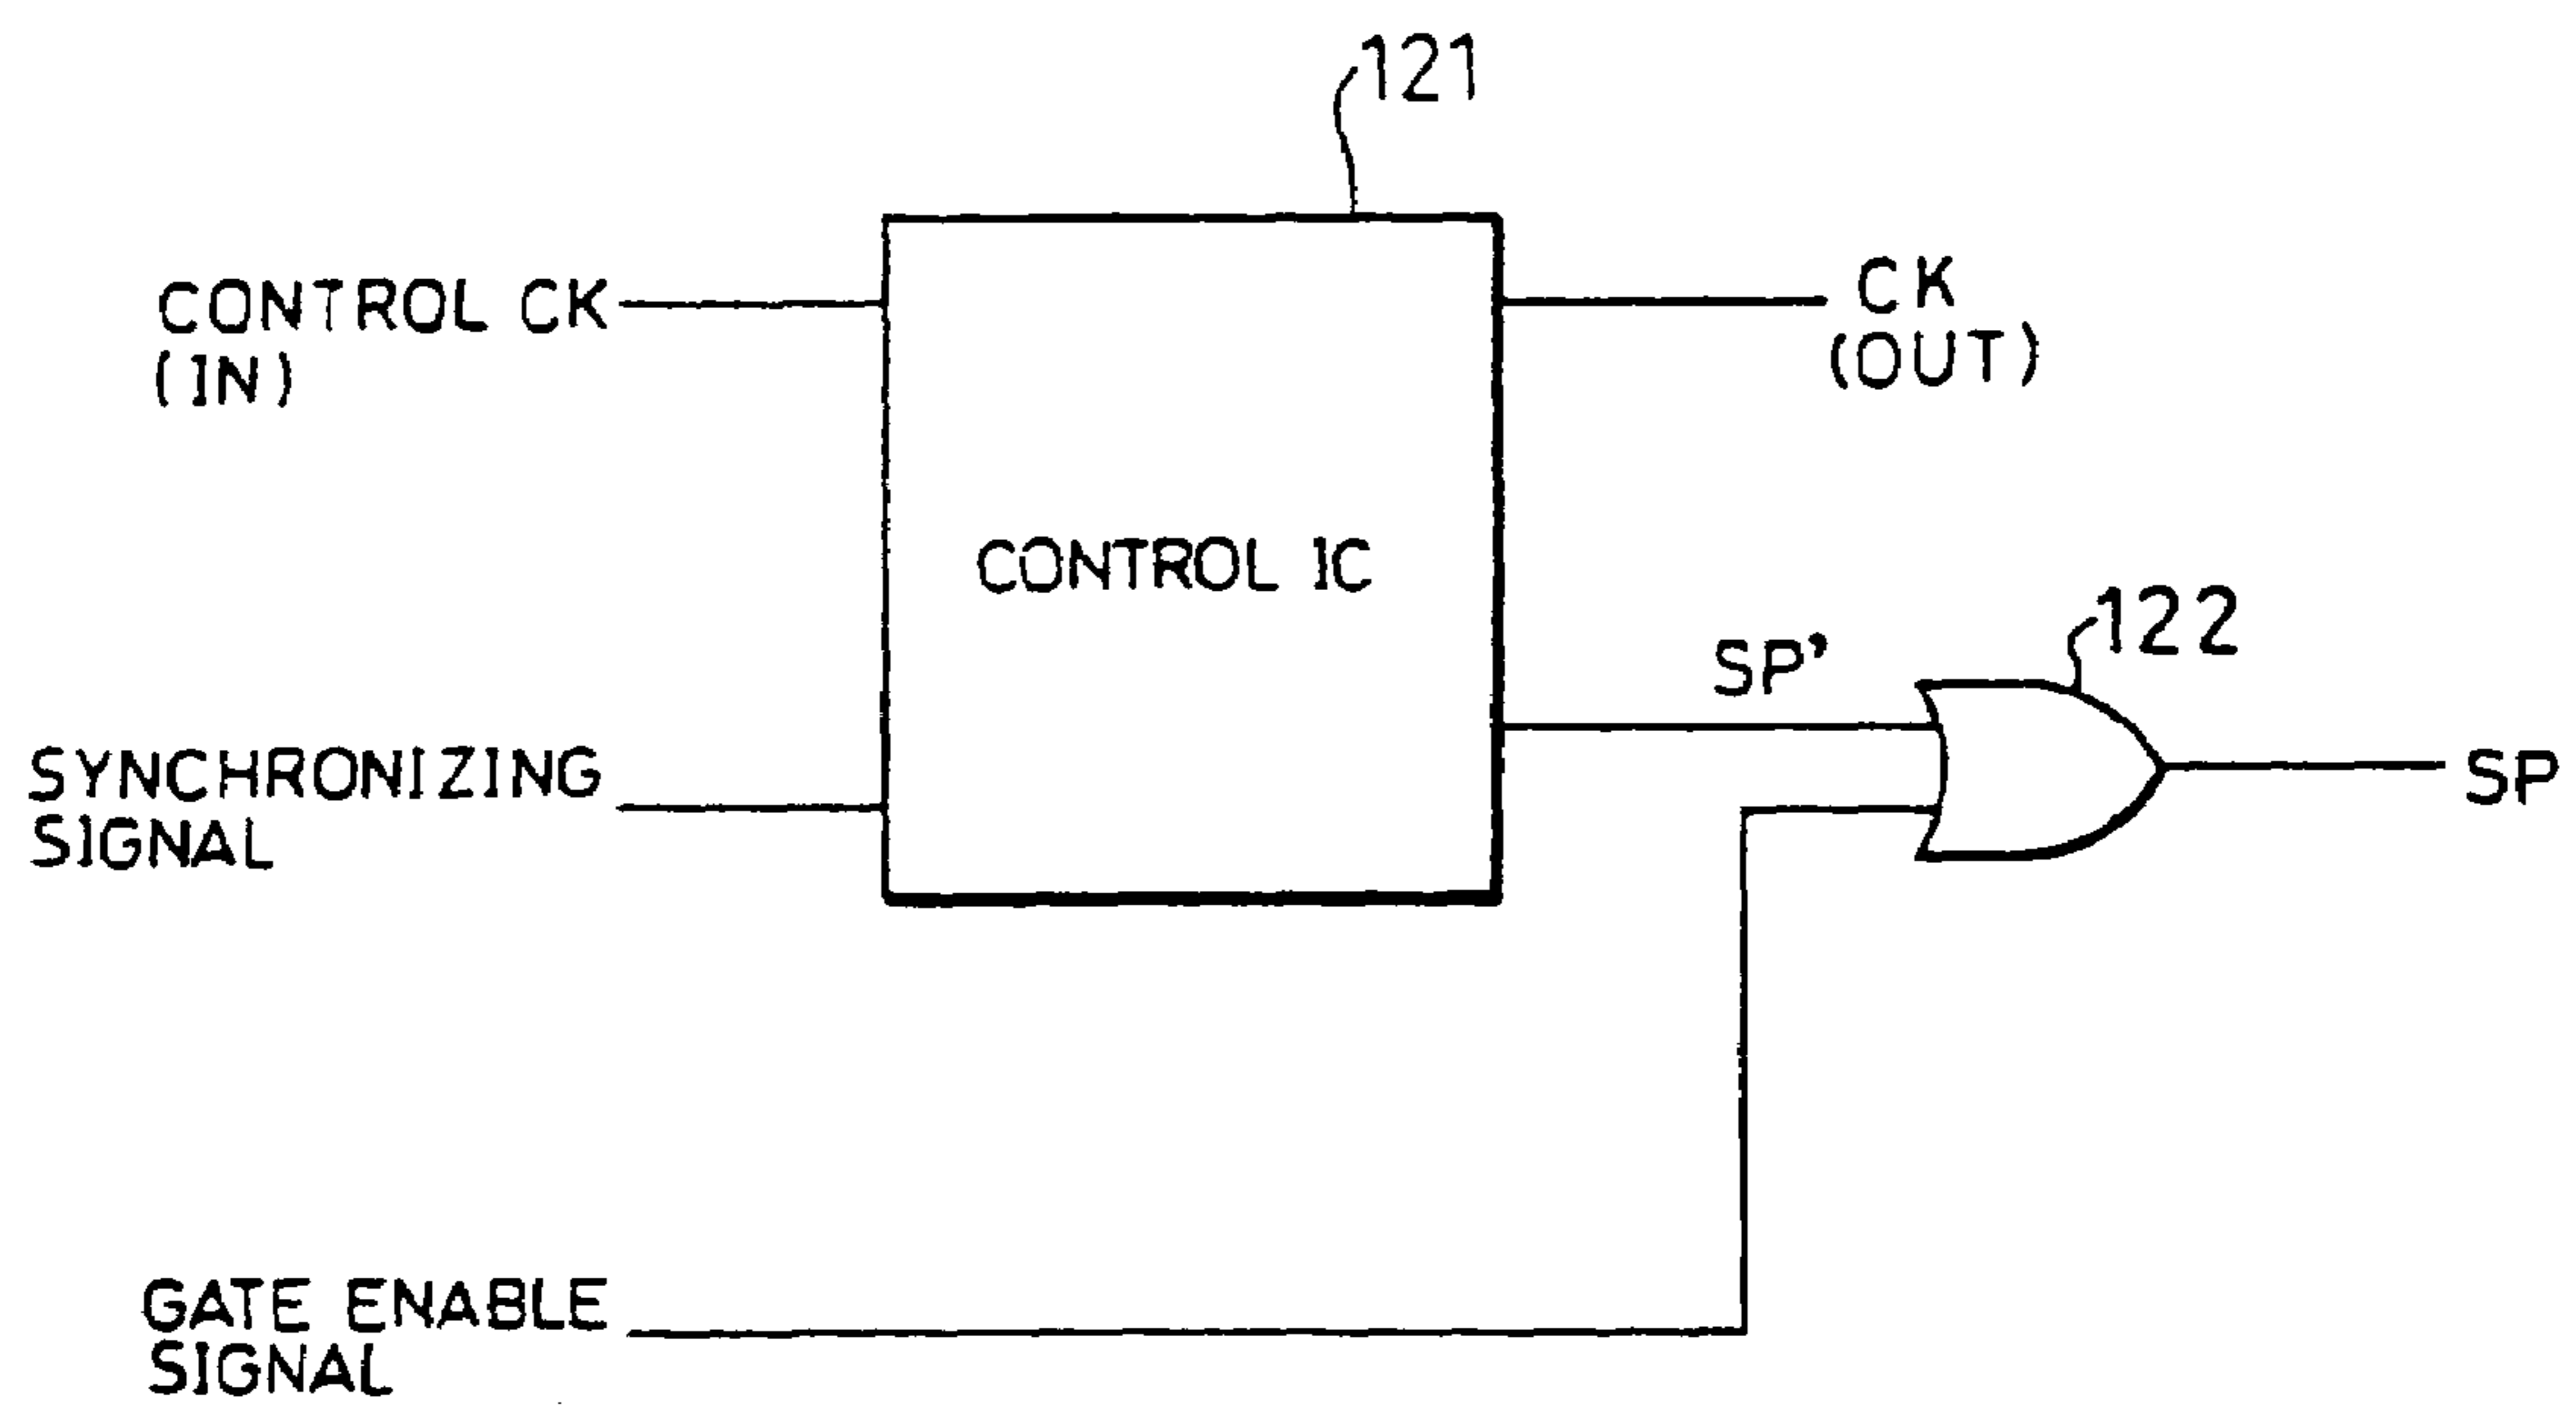 121
CONTROL CK
(IN)
CK
(OUT)
CONTROL IC
122
SP'
SYNCHRONIZING
SIGNAL
SP
GATE ENABLE
SIGNAL